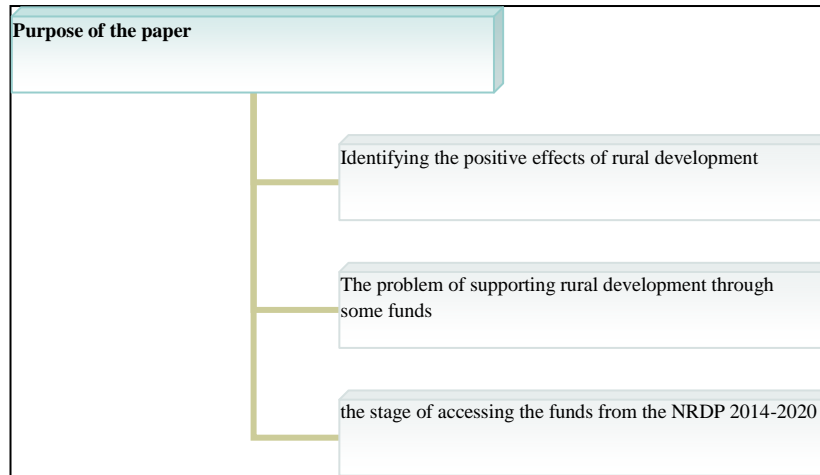 Purpose of the paper
Identifying the positive effects of rural development
The problem of supporting rural development through
some funds
the stage of accessing the funds from the NRDP 2014-2020